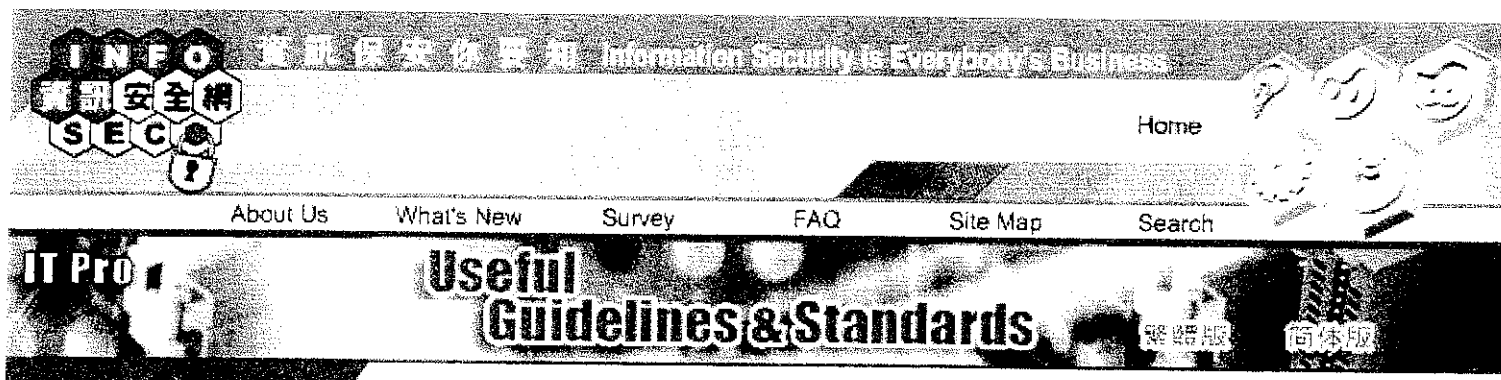 INFO
資訊安全網
SEC
資訊保安你要知 Information Security is Everybody's Business
Home
About Us What's New Survey FAQ Site Map Search
IT Pro
Useful
Guidelines & Standards
繁體版 简体版